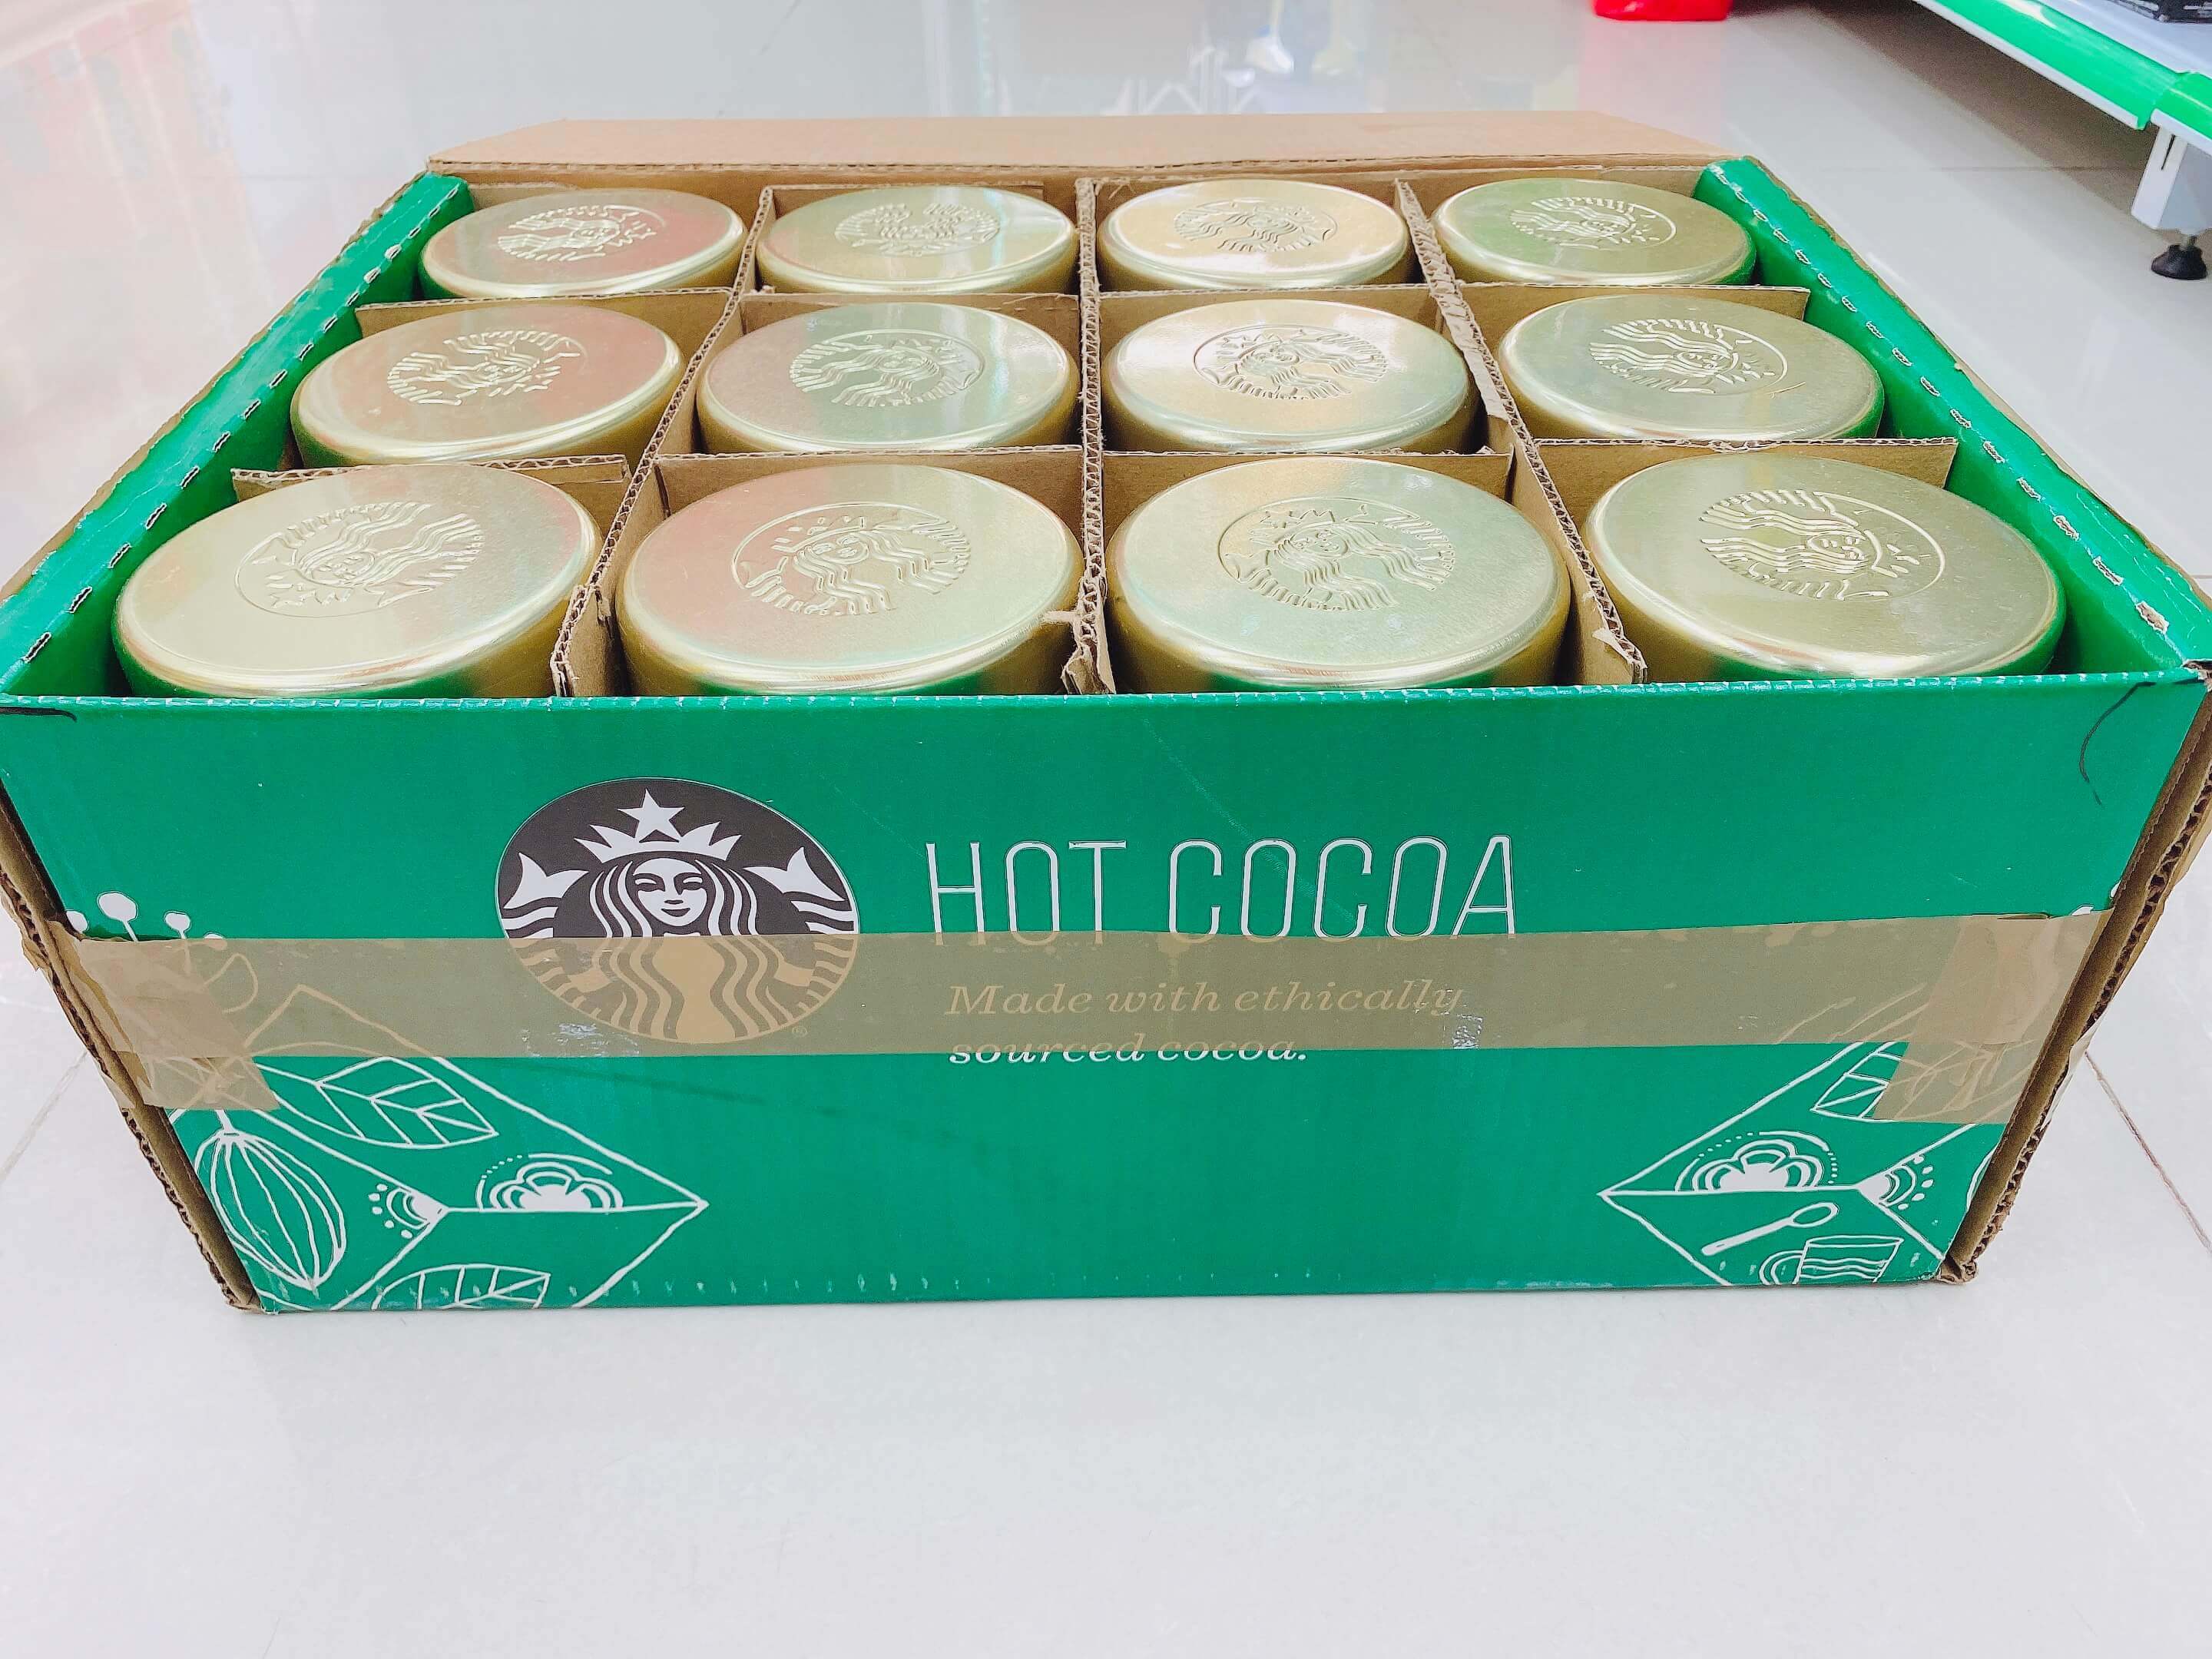 HOT COCOA
Made with ethically
sourced cocoa.